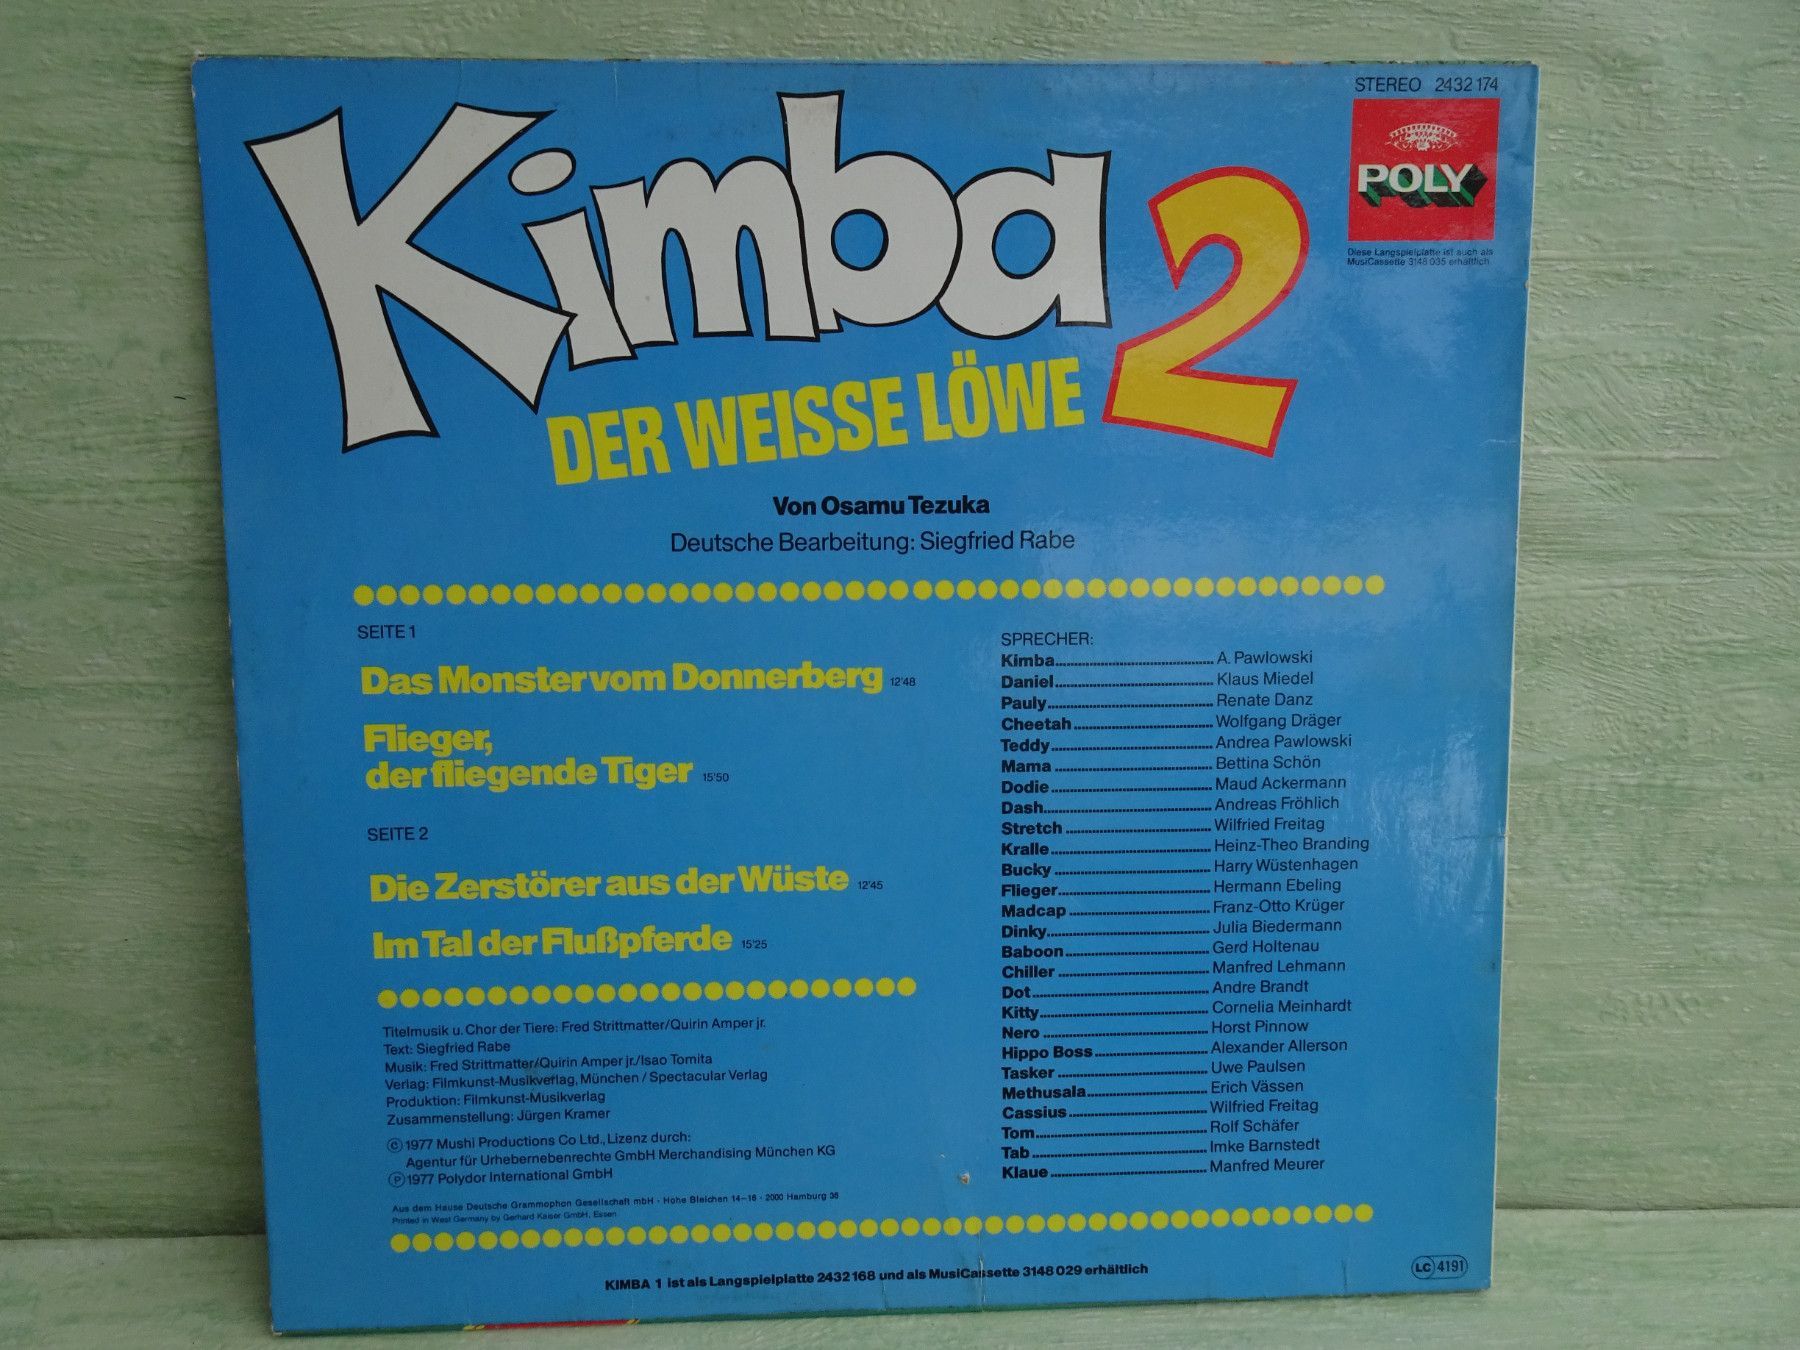 STEREO 2432 174
POLY
Diese Langspielplatte ist auch als
MusiCassette 3148 035 erhältlich
Kimba 2
DER WEISSE LÖWE
Von Osamu Tezuka
Deutsche Bearbeitung: Siegfried Rabe
SEITE 1
Das Monster vom Donnerberg 12'48
Flieger,
der fliegende Tiger 15'50
SEITE 2
Die Zerstörer aus der Wüste 12'45
Im Tal der Flußpferde 15'25
Titelmusik u. Chor der Tiere: Fred Strittmatter/Quirin Amper jr.
Text: Siegfried Rabe
Musik: Fred Strittmatter/Quirin Amper jr./Isao Tomita
Verlag: Filmkunst-Musikverlag, München / Spectacular Verlag
Produktion: Filmkunst-Musikverlag
Zusammenstellung: Jürgen Kramer
© 1977 Mushi Productions Co Ltd., Lizenz durch:
Agentur für Urhebernebenrechte GmbH Merchandising München KG
℗ 1977 Polydor International GmbH
Aus dem Hause Deutsche Grammophon Gesellschaft mbH · Hohe Bleichen 14-16 · 2000 Hamburg 36
Printed in West Germany by Gerhard Kaiser GmbH, Essen
SPRECHER:
Kimba A. Pawlowski
Daniel Klaus Miedel
Pauly Renate Danz
Cheetah Wolfgang Dräger
Teddy Andrea Pawlowski
Mama Bettina Schön
Dodie Maud Ackermann
Dash Andreas Fröhlich
Stretch Wilfried Freitag
Kralle Heinz-Theo Branding
Bucky Harry Wüstenhagen
Flieger Hermann Ebeling
Madcap Franz-Otto Krüger
Dinky Julia Biedermann
Baboon Gerd Holtenau
Chiller Manfred Lehmann
Dot Andre Brandt
Kitty Cornelia Meinhardt
Nero Horst Pinnow
Hippo Boss Alexander Allerson
Tasker Uwe Paulsen
Methusala Erich Vässen
Cassius Wilfried Freitag
Tom Rolf Schäfer
Tab Imke Barnstedt
Klaue Manfred Meurer
KIMBA 1 ist als Langspielplatte 2432 168 und als MusiCassette 3148 029 erhältlich
LC 4191